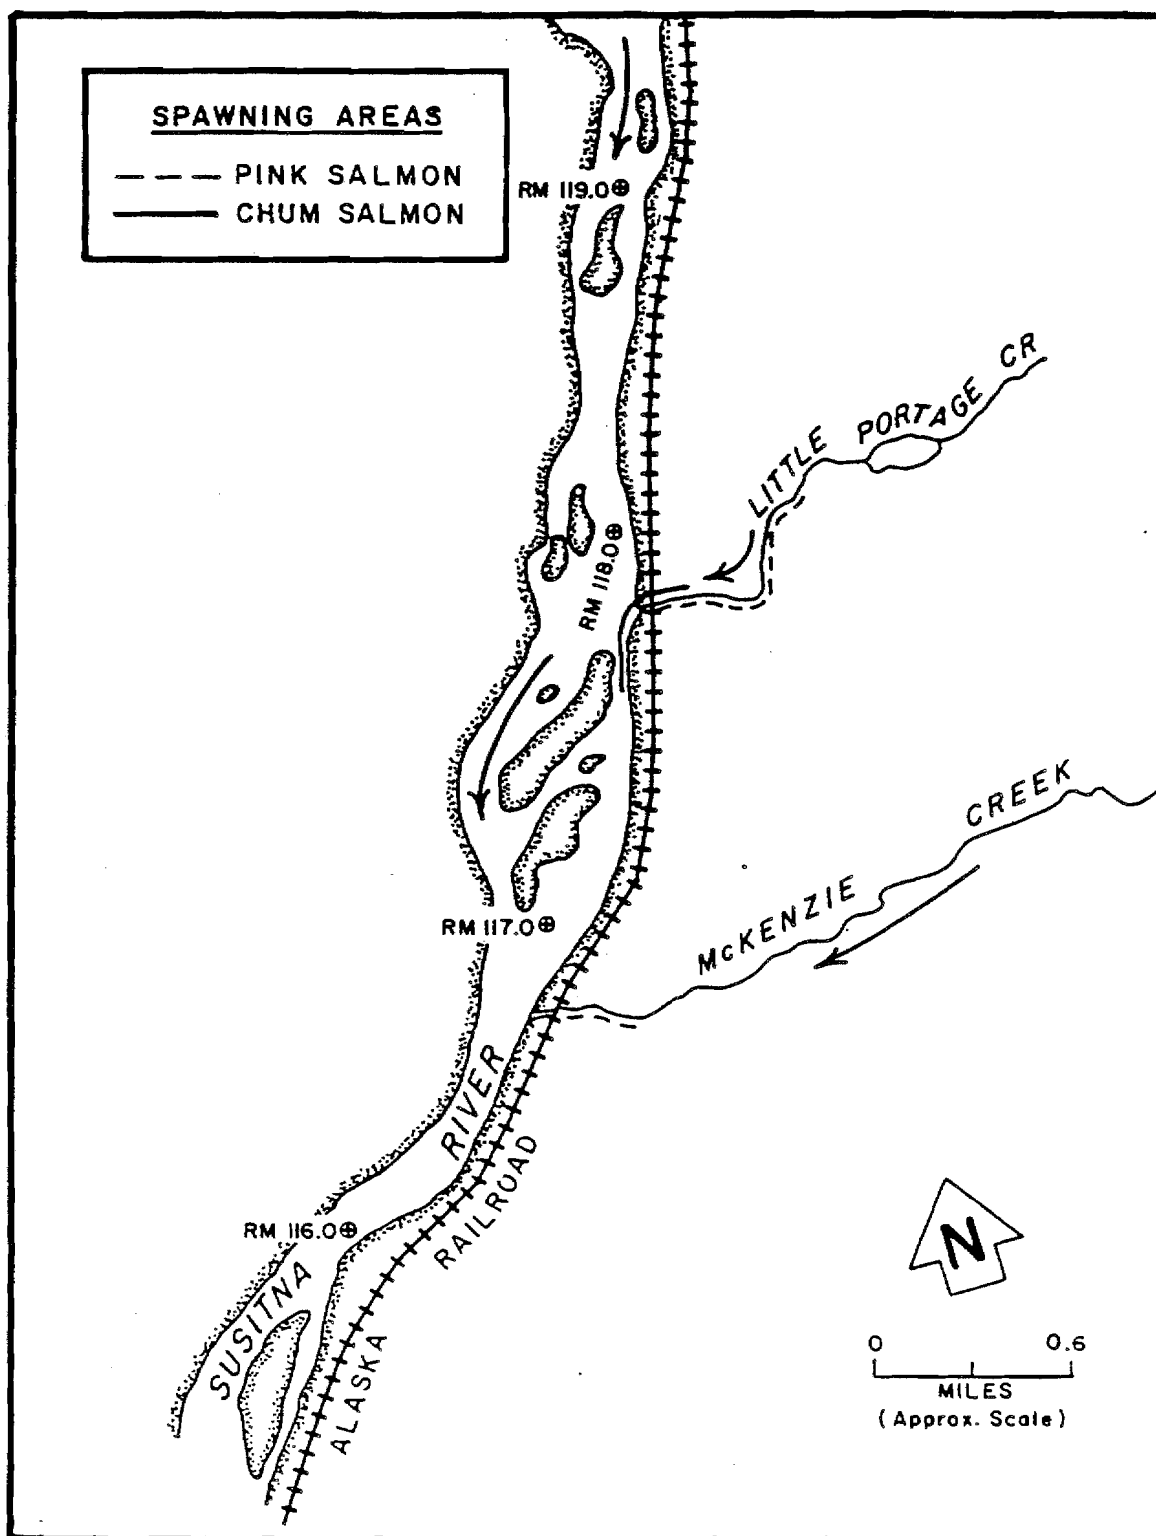 SPAWNING AREAS
PINK SALMON
CHUM SALMON
RM 119.0
LITTLE PORTAGE CR
RM 118.0
McKENZIE CREEK
RM 117.0
SUSITNA RIVER
RM 116.0
ALASKA RAILROAD
N
0 0.6
MILES
(Approx. Scale)